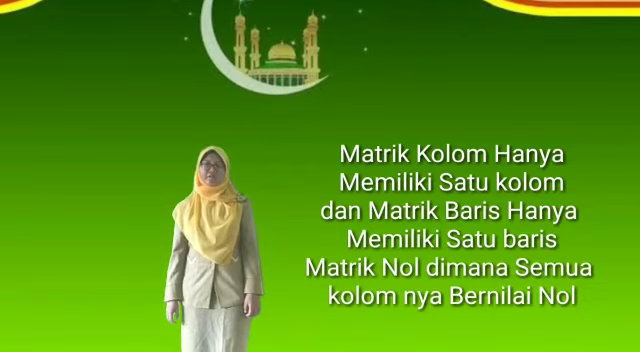 Matrik Kolom Hanya
Memiliki Satu kolom
dan Matrik Baris Hanya
Memiliki Satu baris
Matrik Nol dimana Semua
kolom nya Bernilai Nol